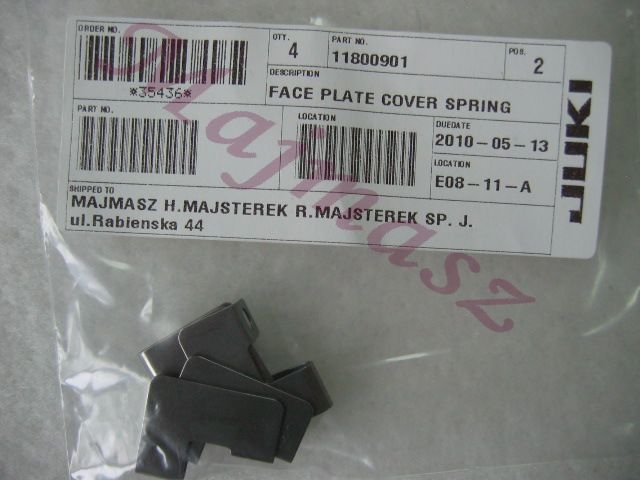 ORDER NO.
*35436*
QTY.
4
PART NO.
11800901
POS.
2
DESCRIPTION
FACE PLATE COVER SPRING
PART NO.
LOCATION
DUEDATE
2010-05-13
LOCATION
E08-11-A
SHIPPED TO
MAJMASZ H.MAJSTEREK R.MAJSTEREK SP. J.
ul.Rabienska 44
JUKI
Majmasz